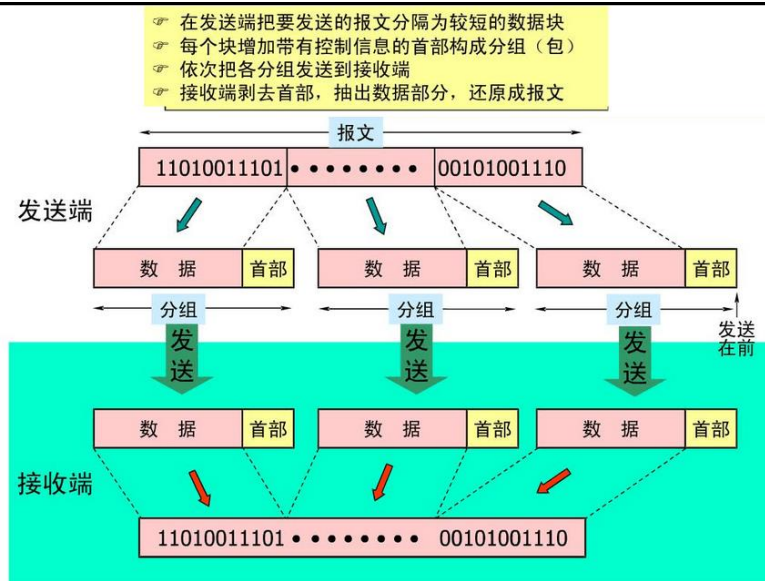 ☞ 在发送端把要发送的报文分隔为较短的数据块
☞ 每个块增加带有控制信息的首部构成分组（包）
☞ 依次把各分组发送到接收端
☞ 接收端剥去首部，抽出数据部分，还原成报文
报文
11010011101 • • • • • • • • 00101001110
发送端
数 据 首部 数 据 首部 数 据 首部
分组 分组 分组
发送 发送 发送
发送在前
数 据 首部 数 据 首部 数 据 首部
接收端
11010011101 • • • • • • • • 00101001110